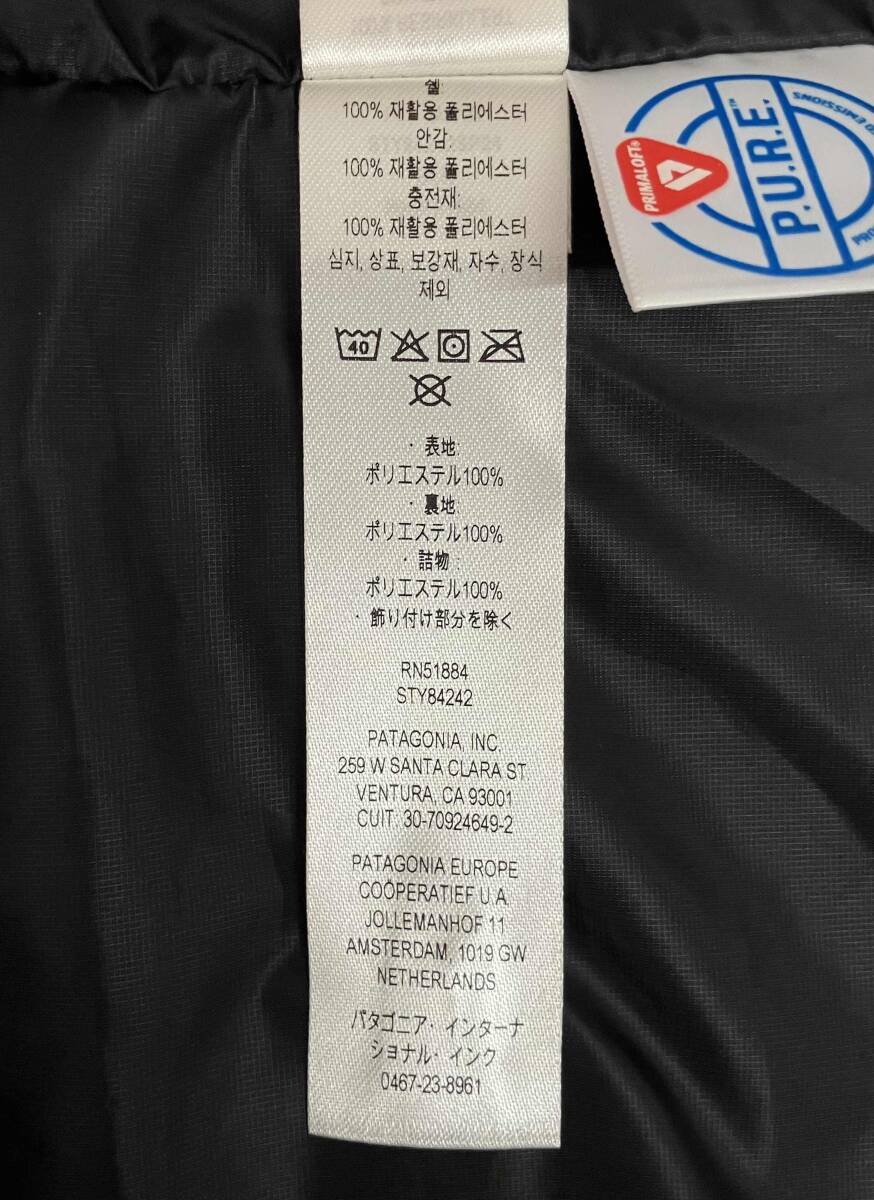 쉘
100% 재활용 폴리에스터
안감:
100% 재활용 폴리에스터
충전재:
100% 재활용 폴리에스터
심지, 상표, 보강재, 자수, 장식
제외
40
・表地:
ポリエステル100%
・裏地:
ポリエステル100%
・詰物:
ポリエステル100%
・飾り付け部分を除く
RN51884
STY84242
PATAGONIA, INC.
259 W SANTA CLARA ST
VENTURA, CA 93001
CUIT: 30-70924649-2
PATAGONIA EUROPE
COÖPERATIEF U.A.
JOLLEMANHOF 11
AMSTERDAM, 1019 GW
NETHERLANDS
パタゴニア・インターナ
ショナル・インク
0467-23-8961
PRIMALOFT®
P.U.R.E.™
EMISSIONS